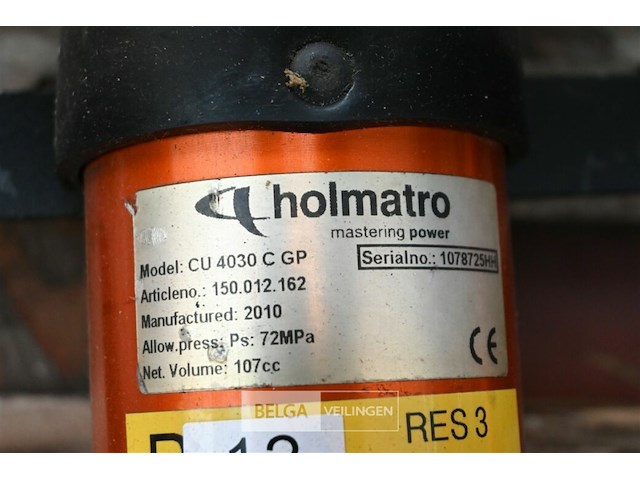 holmatro
mastering power
Model: CU 4030 C GP
Serialno.: 1078725HH
Articleno.: 150.012.162
Manufactured: 2010
Allow.press: Ps: 72MPa
Net. Volume: 107cc
CE
BELGA VEILINGEN
RES 3